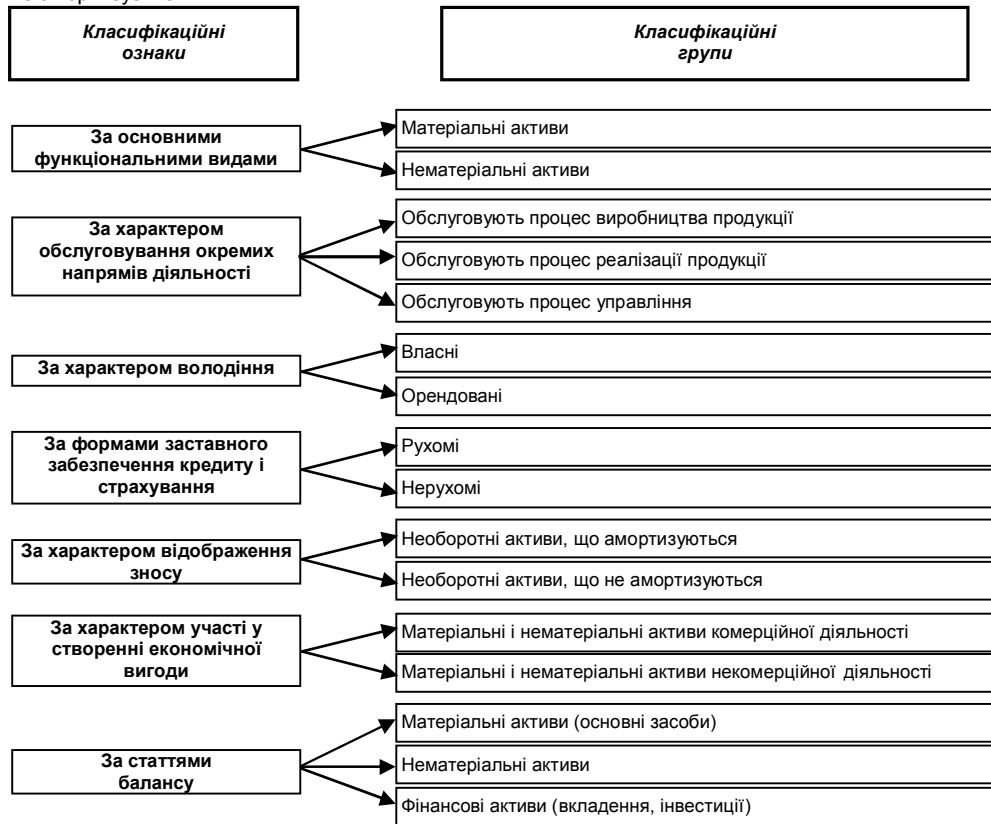 Класифікаційні
ознаки
Класифікаційні
групи
За основними
функціональними видами
Матеріальні активи
Нематеріальні активи
За характером
обслуговування окремих
напрямів діяльності
Обслуговують процес виробництва продукції
Обслуговують процес реалізації продукції
Обслуговують процес управління
За характером володіння
Власні
Орендовані
За формами заставного
забезпечення кредиту і
страхування
Рухомі
Нерухомі
За характером відображення
зносу
Необоротні активи, що амортизуються
Необоротні активи, що не амортизуються
За характером участі у
створенні економічної
вигоди
Матеріальні і нематеріальні активи комерційної діяльності
Матеріальні і нематеріальні активи некомерційної діяльності
За статтями
балансу
Матеріальні активи (основні засоби)
Нематеріальні активи
Фінансові активи (вкладення, інвестиції)